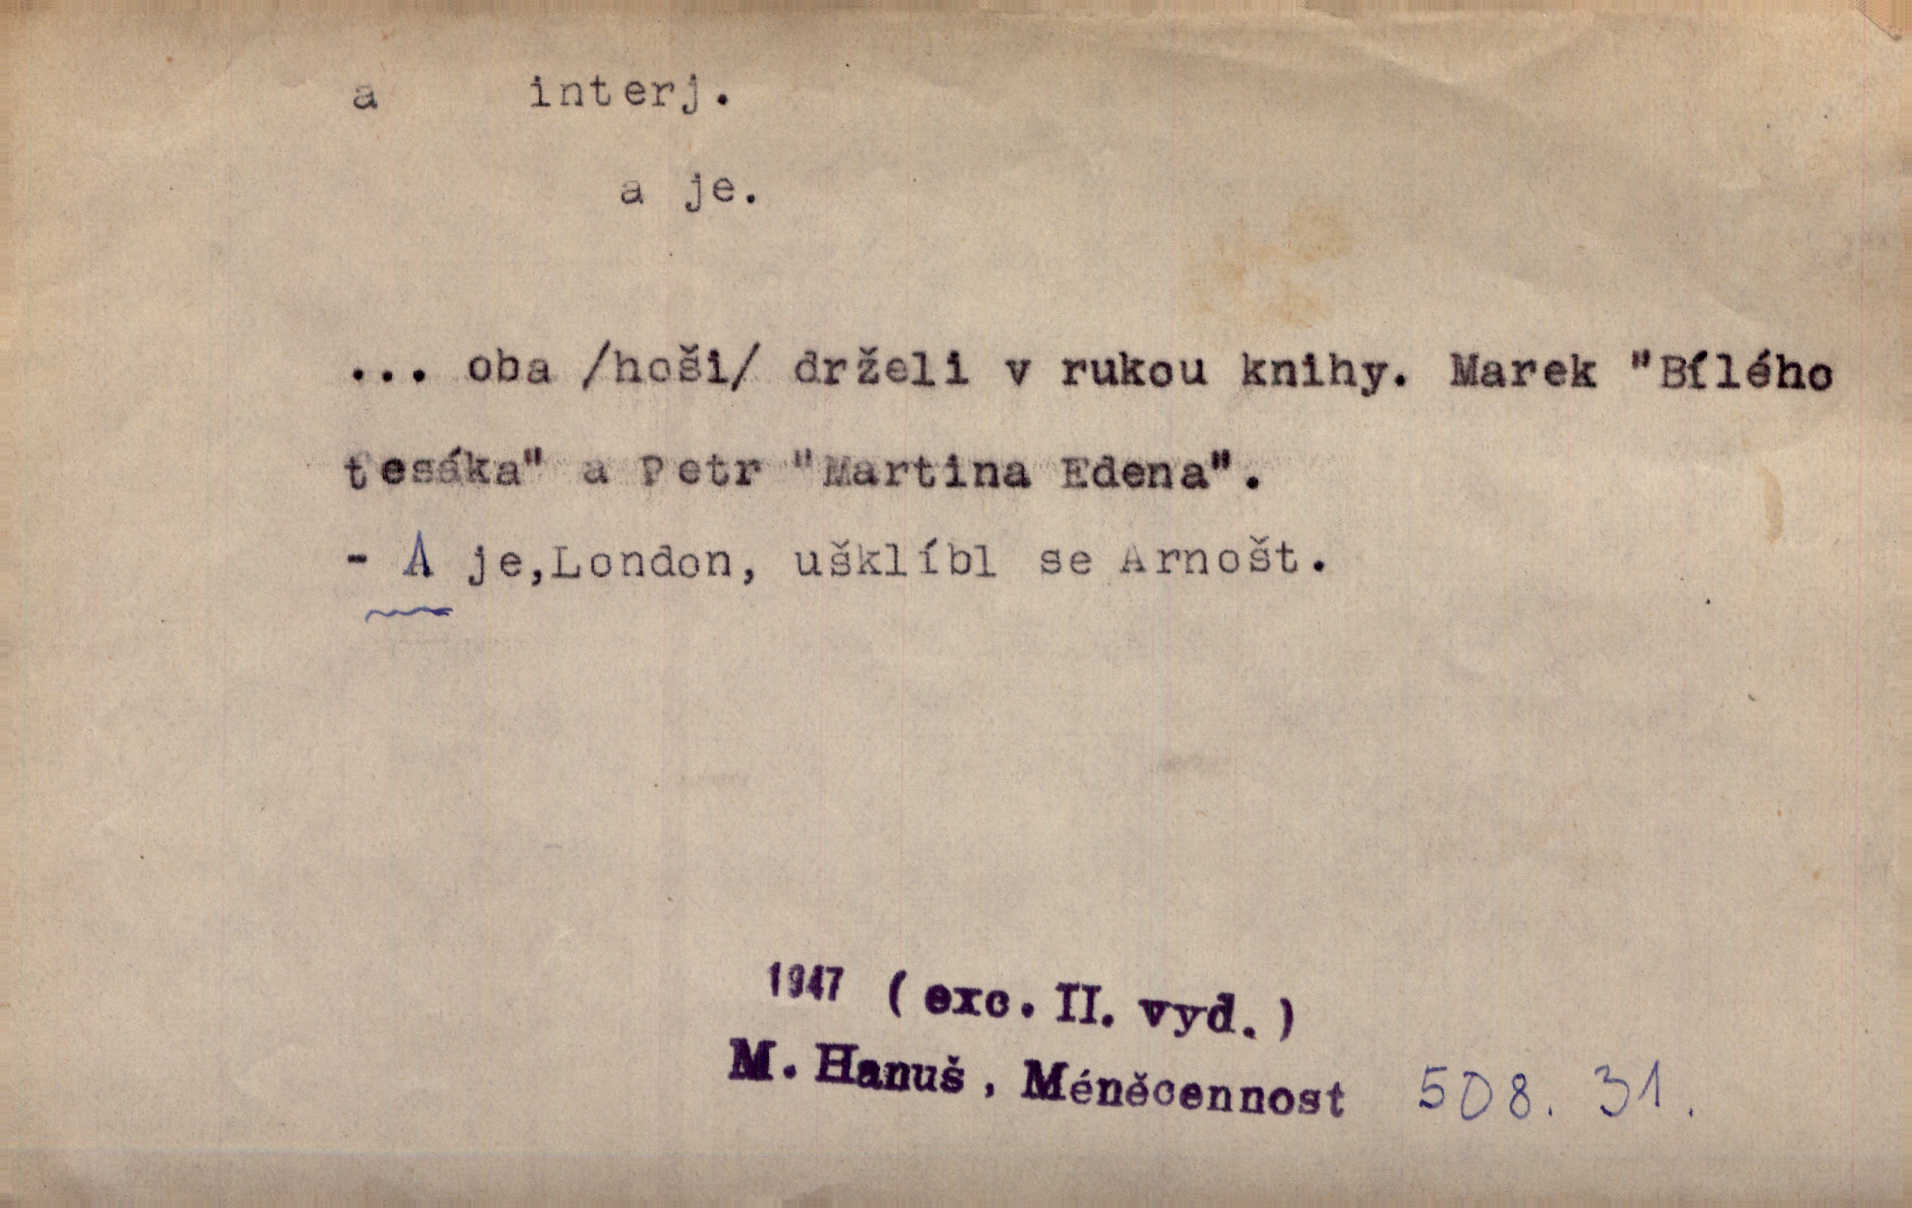 a interj.
a je.
... oba /hoši/ drželi v rukou knihy. Marek "Bílého
tesáka" a Petr "Martina Edena".
- A je,London, ušklíbl se Arnošt.
1947 (exc. II. vyd.)
M. Hanuš, Méněcennost 508. 31.